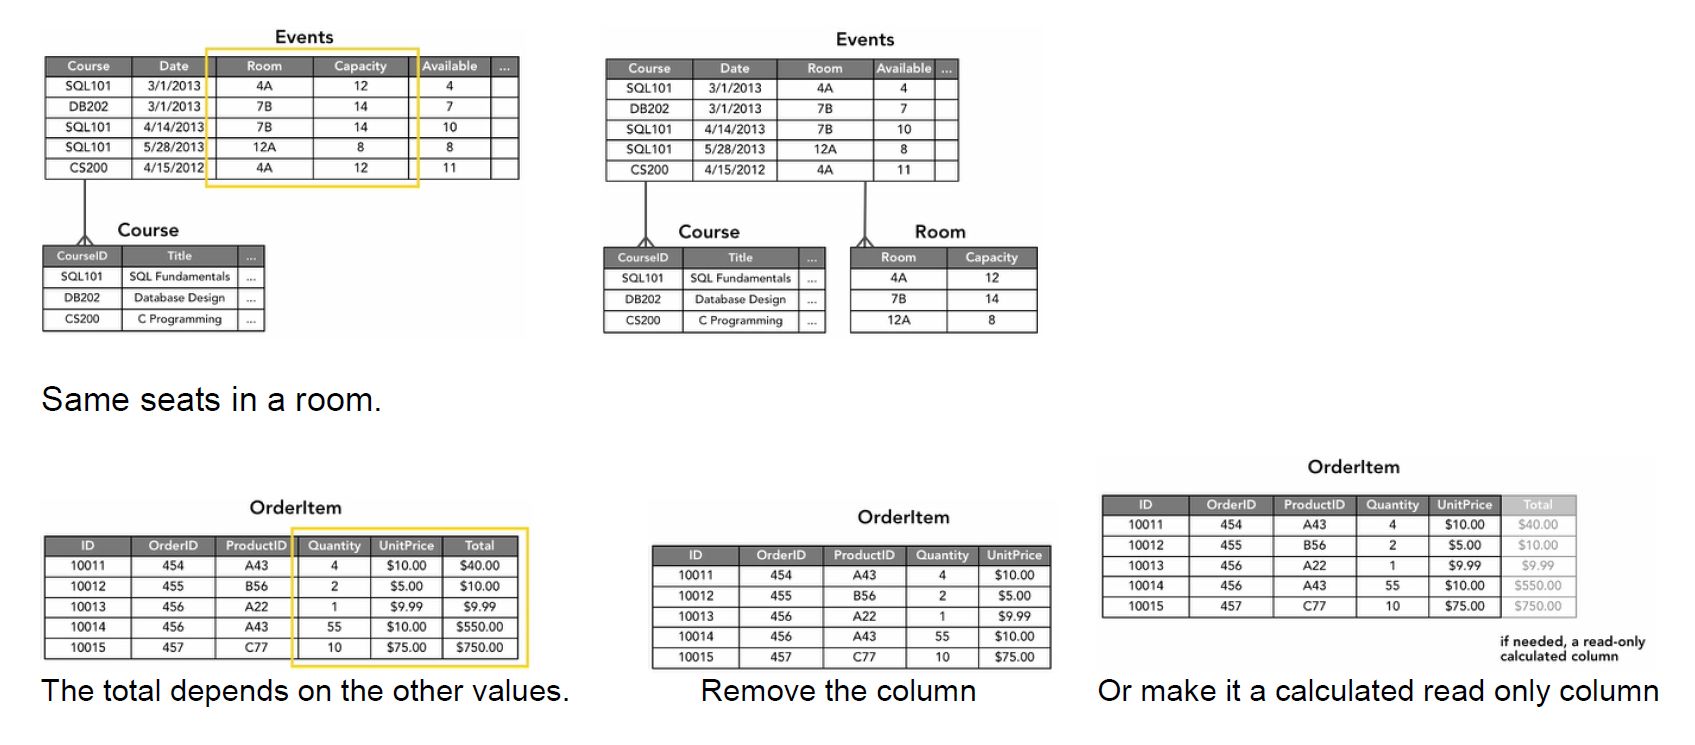 Events
Course Date Room Capacity Available ...
SQL101 3/1/2013 4A 12 4
DB202 3/1/2013 7B 14 7
SQL101 4/14/2013 7B 14 10
SQL101 5/28/2013 12A 8 8
CS200 4/15/2012 4A 12 11
Course
CourseID Title ...
SQL101 SQL Fundamentals ...
DB202 Database Design ...
CS200 C Programming ...
Events
Course Date Room Available ...
SQL101 3/1/2013 4A 4
DB202 3/1/2013 7B 7
SQL101 4/14/2013 7B 10
SQL101 5/28/2013 12A 8
CS200 4/15/2012 4A 11
Course
CourseID Title ...
SQL101 SQL Fundamentals ...
DB202 Database Design ...
CS200 C Programming ...
Room
Room Capacity
4A 12
7B 14
12A 8
Same seats in a room.
OrderItem
ID OrderID ProductID Quantity UnitPrice Total
10011 454 A43 4 $10.00 $40.00
10012 455 B56 2 $5.00 $10.00
10013 456 A22 1 $9.99 $9.99
10014 456 A43 55 $10.00 $550.00
10015 457 C77 10 $75.00 $750.00
The total depends on the other values.
OrderItem
ID OrderID ProductID Quantity UnitPrice
10011 454 A43 4 $10.00
10012 455 B56 2 $5.00
10013 456 A22 1 $9.99
10014 456 A43 55 $10.00
10015 457 C77 10 $75.00
Remove the column
OrderItem
ID OrderID ProductID Quantity UnitPrice Total
10011 454 A43 4 $10.00 $40.00
10012 455 B56 2 $5.00 $10.00
10013 456 A22 1 $9.99 $9.99
10014 456 A43 55 $10.00 $550.00
10015 457 C77 10 $75.00 $750.00
if needed, a read-only
calculated column
Or make it a calculated read only column